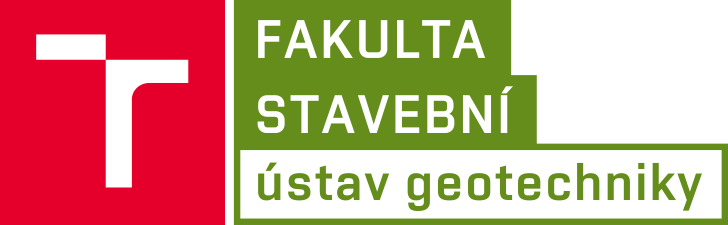 FAKULTA
STAVEBNÍ
ústav geotechniky